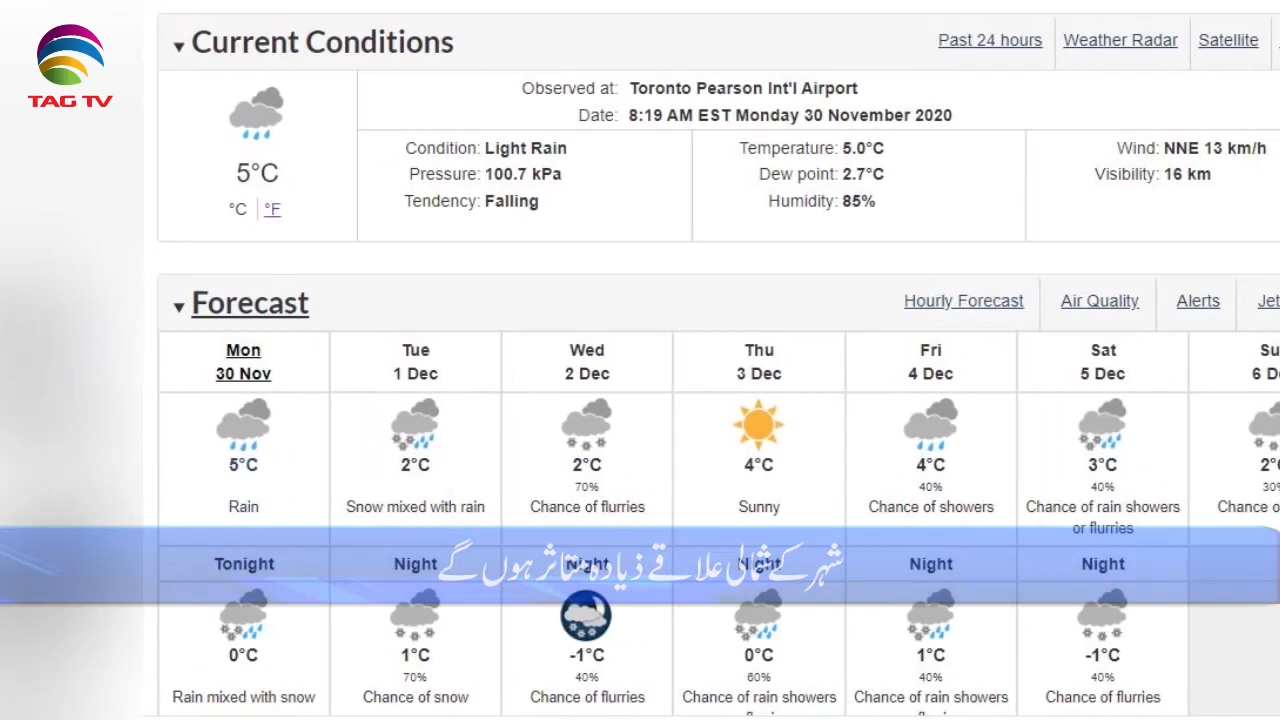 TAG TV
▾ Current Conditions
Past 24 hours
Weather Radar
Satellite
5°C
°C
°F
Observed at: Toronto Pearson Int'l Airport
Date: 8:19 AM EST Monday 30 November 2020
Condition: Light Rain
Pressure: 100.7 kPa
Tendency: Falling
Temperature: 5.0°C
Dew point: 2.7°C
Humidity: 85%
Wind: NNE 13 km/h
Visibility: 16 km
▾ Forecast
Hourly Forecast
Air Quality
Alerts
Mon Tue Wed Thu Fri Sat
30 Nov 1 Dec 2 Dec 3 Dec 4 Dec 5 Dec
5°C 2°C 2°C 4°C 4°C 3°C
70% 40% 40% 30%
Rain Snow mixed with rain Chance of flurries Sunny Chance of showers Chance of rain showers Chance
or flurries
Tonight Night Night Night Night Night
شہر کے شمالی علاقے ذیادہ متاثر ہوں گے
0°C 1°C -1°C 0°C 1°C -1°C
70% 40% 60% 40% 40%
Rain mixed with snow Chance of snow Chance of flurries Chance of rain showers Chance of rain showers Chance of flurries